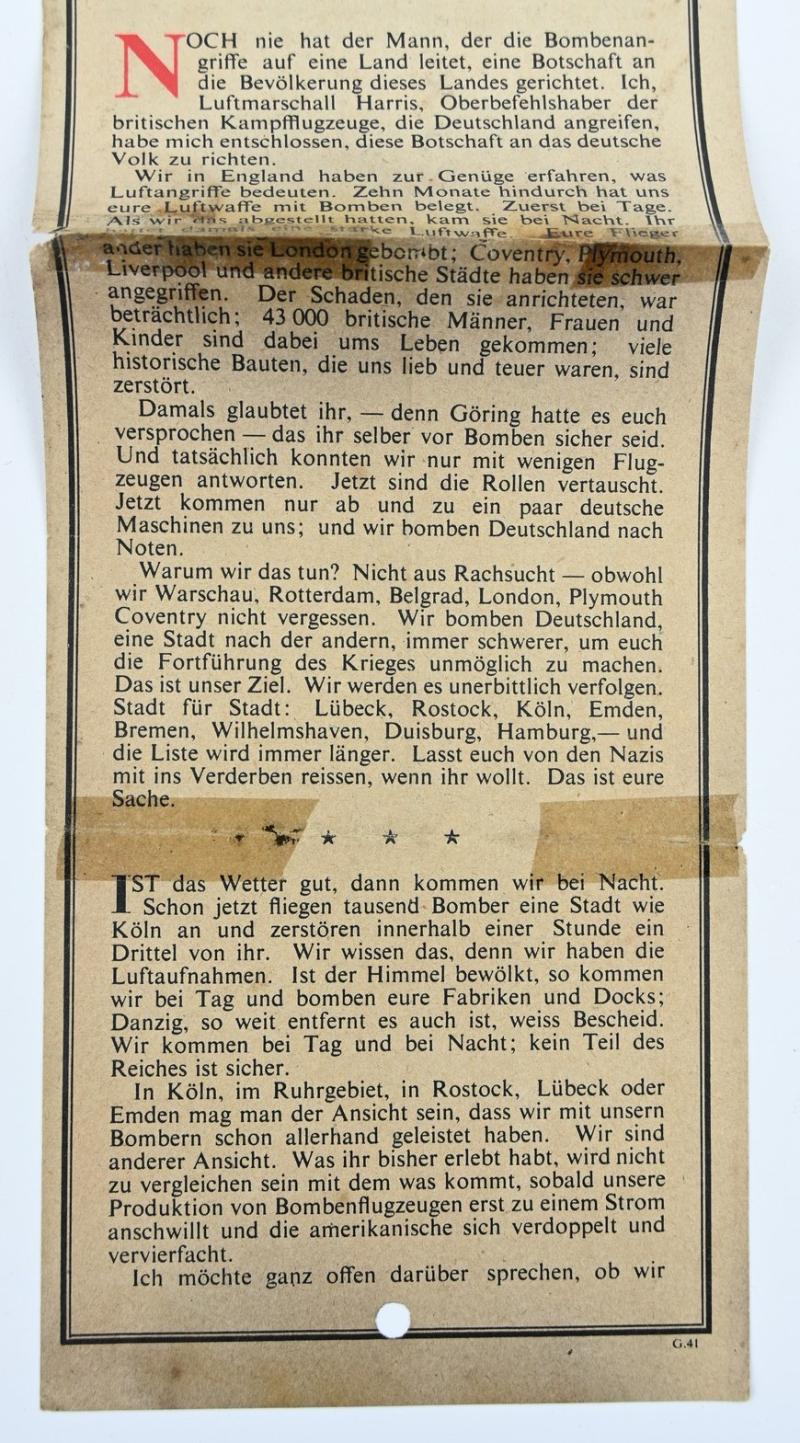 NOCH nie hat der Mann, der die Bombenan-
griffe auf eine Land leitet, eine Botschaft an
die Bevölkerung dieses Landes gerichtet. Ich,
Luftmarschall Harris, Oberbefehlshaber der
britischen Kampfflugzeuge, die Deutschland angreifen,
habe mich entschlossen, diese Botschaft an das deutsche
Volk zu richten.
Wir in England haben zur Genüge erfahren, was
Luftangriffe bedeuten. Zehn Monate hindurch hat uns
eure Luftwaffe mit Bomben belegt. Zuerst bei Tage.
Als wir das abgestellt hatten, kam sie bei Nacht. Ihr
starke Luftwaffe. Eure Flieger
ander haben sie London gebombt; Coventry, Plymouth,
Liverpool und andere britische Städte haben sie schwer
angegriffen. Der Schaden, den sie anrichteten, war
beträchtlich; 43 000 britische Männer, Frauen und
Kinder sind dabei ums Leben gekommen; viele
historische Bauten, die uns lieb und teuer waren, sind
zerstört.
Damals glaubtet ihr, — denn Göring hatte es euch
versprochen — das ihr selber vor Bomben sicher seid.
Und tatsächlich konnten wir nur mit wenigen Flug-
zeugen antworten. Jetzt sind die Rollen vertauscht.
Jetzt kommen nur ab und zu ein paar deutsche
Maschinen zu uns; und wir bomben Deutschland nach
Noten.
Warum wir das tun? Nicht aus Rachsucht — obwohl
wir Warschau, Rotterdam, Belgrad, London, Plymouth
Coventry nicht vergessen. Wir bomben Deutschland,
eine Stadt nach der andern, immer schwerer, um euch
die Fortführung des Krieges unmöglich zu machen.
Das ist unser Ziel. Wir werden es unerbittlich verfolgen.
Stadt für Stadt: Lübeck, Rostock, Köln, Emden,
Bremen, Wilhelmshaven, Duisburg, Hamburg,— und
die Liste wird immer länger. Lasst euch von den Nazis
mit ins Verderben reissen, wenn ihr wollt. Das ist eure
Sache.
★ ★ ★
IST das Wetter gut, dann kommen wir bei Nacht.
Schon jetzt fliegen tausend Bomber eine Stadt wie
Köln an und zerstören innerhalb einer Stunde ein
Drittel von ihr. Wir wissen das, denn wir haben die
Luftaufnahmen. Ist der Himmel bewölkt, so kommen
wir bei Tag und bomben eure Fabriken und Docks;
Danzig, so weit entfernt es auch ist, weiss Bescheid.
Wir kommen bei Tag und bei Nacht; kein Teil des
Reiches ist sicher.
In Köln, im Ruhrgebiet, in Rostock, Lübeck oder
Emden mag man der Ansicht sein, dass wir mit unsern
Bombern schon allerhand geleistet haben. Wir sind
anderer Ansicht. Was ihr bisher erlebt habt, wird nicht
zu vergleichen sein mit dem was kommt, sobald unsere
Produktion von Bombenflugzeugen erst zu einem Strom
anschwillt und die amerikanische sich verdoppelt und
vervierfacht.
Ich möchte ganz offen darüber sprechen, ob wir
G.41